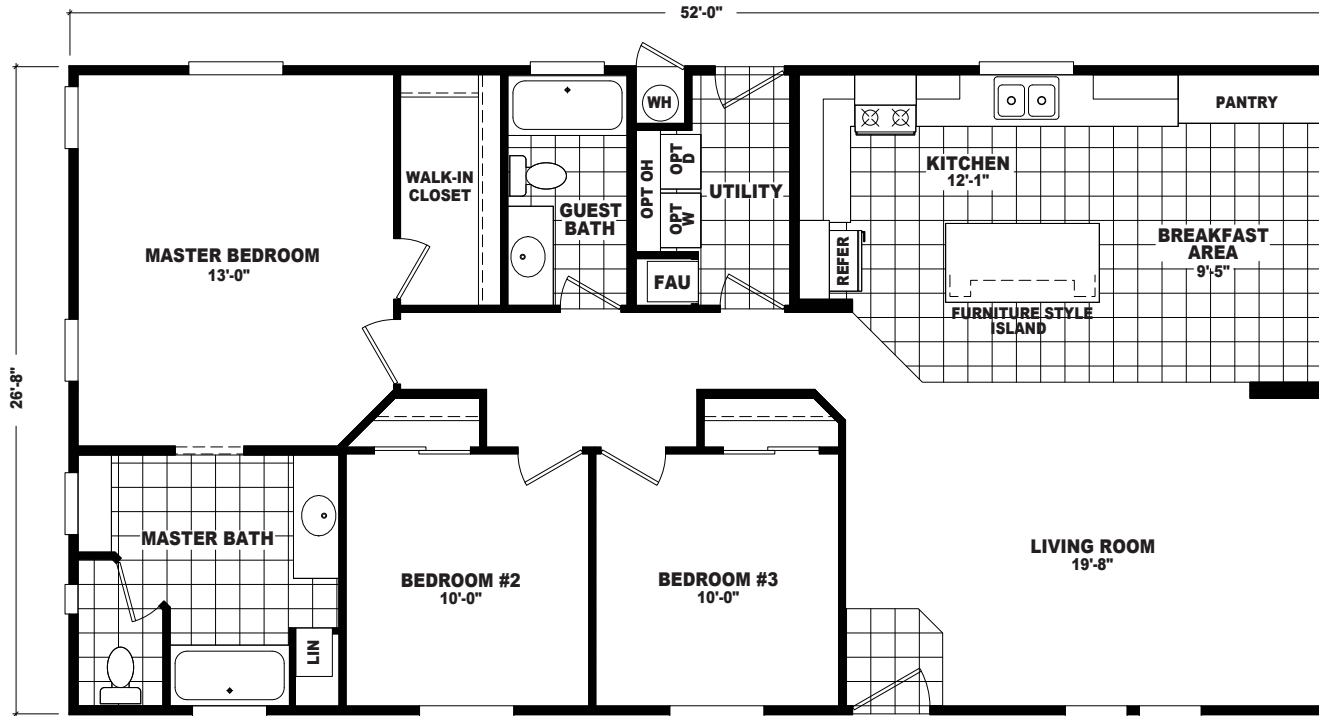 52'-0"
26'-8"
MASTER BEDROOM
13'-0"
WALK-IN
CLOSET
GUEST
BATH
WH
OPT OH
OPT
D
OPT
W
FAU
UTILITY
KITCHEN
12'-1"
PANTRY
REFER
FURNITURE STYLE
ISLAND
BREAKFAST
AREA
9'-5"
MASTER BATH
LIN
BEDROOM #2
10'-0"
BEDROOM #3
10'-0"
LIVING ROOM
19'-8"